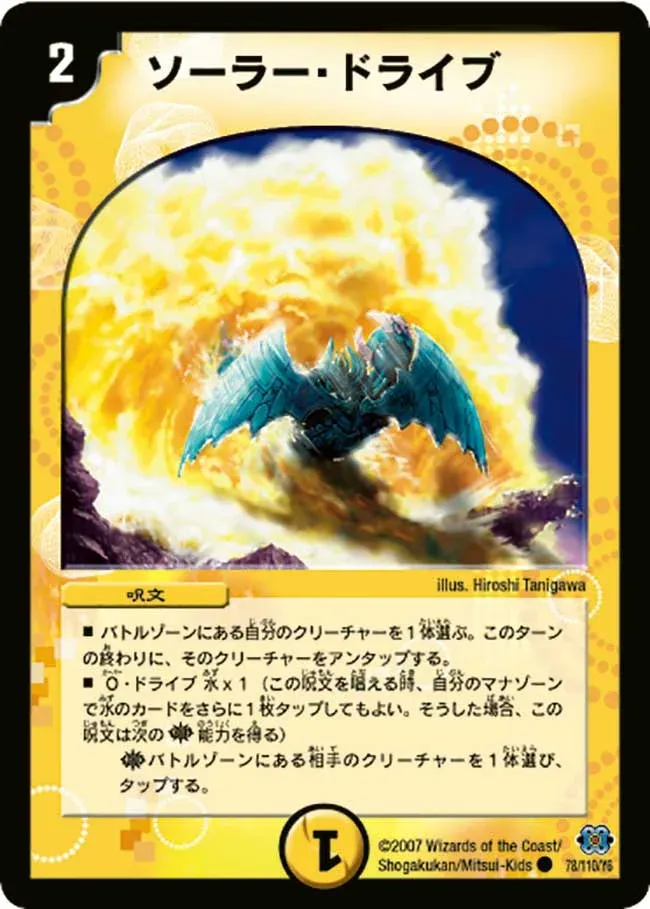 2
ソーラー・ドライブ
illus. Hiroshi Tanigawa
呪文
■ バトルゾーンにある自分のクリーチャーを1体選ぶ。このターン
の終わりに、そのクリーチャーをアンタップする。
■ O・ドライブ 水x1（この呪文を唱える時、自分のマナゾーン
で水のカードをさらに1枚タップしてもよい。そうした場合、この
呪文は次の 能力を得る）
バトルゾーンにある相手のクリーチャーを1体選び、
タップする。
1
©2007 Wizards of the Coast/
Shogakukan/Mitsui-Kids ● 78/110/Y6